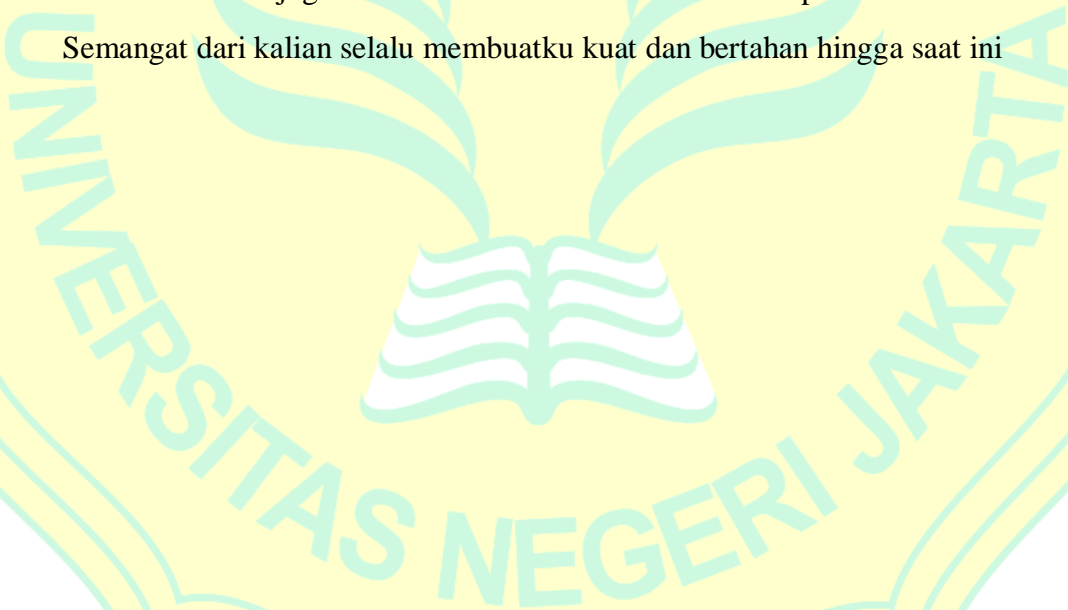 Semangat dari kalian selalu membuatku kuat dan bertahan hingga saat ini
UNIVERSITAS NEGERI JAKARTA